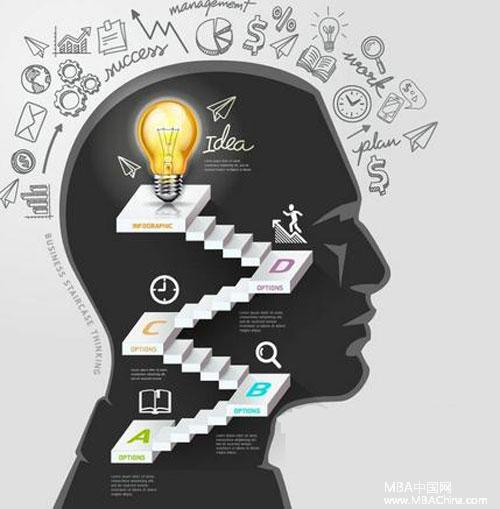 management
success
work
plan
MBA
Idea
INFOGRAPHIC
BUSINESS STAIRCASE THINKING
D
OPTIONS
C
OPTIONS
B
OPTIONS
A
OPTIONS
MBA中国网
www.MBAChina.com